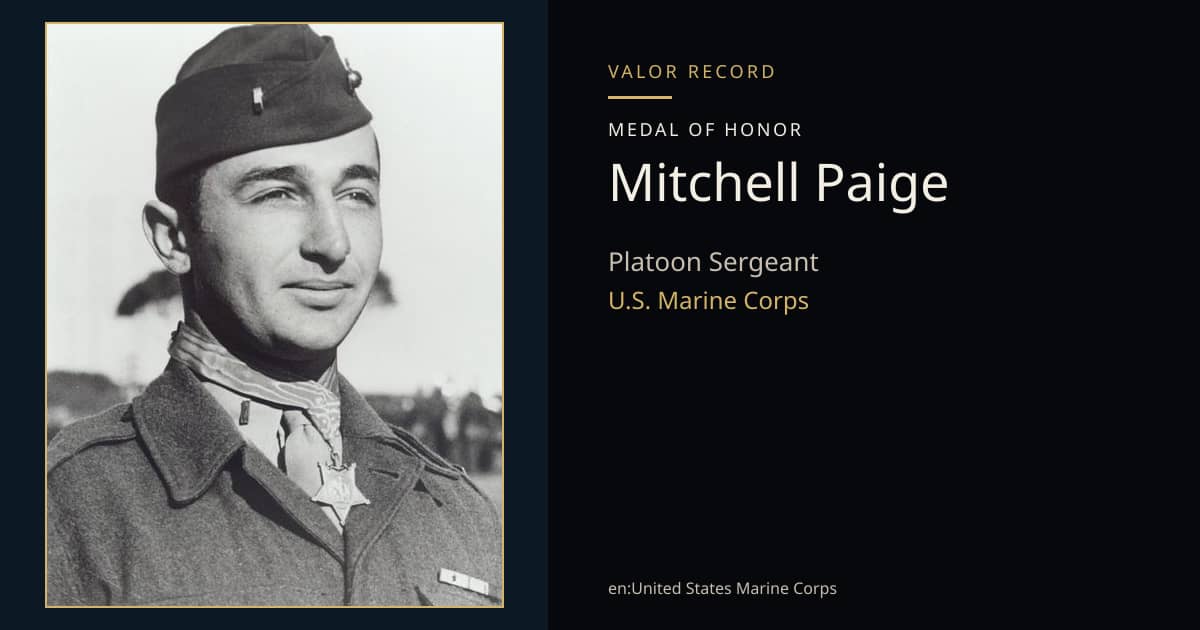 VALOR RECORD
MEDAL OF HONOR
Mitchell Paige
Platoon Sergeant
U.S. Marine Corps
en:United States Marine Corps